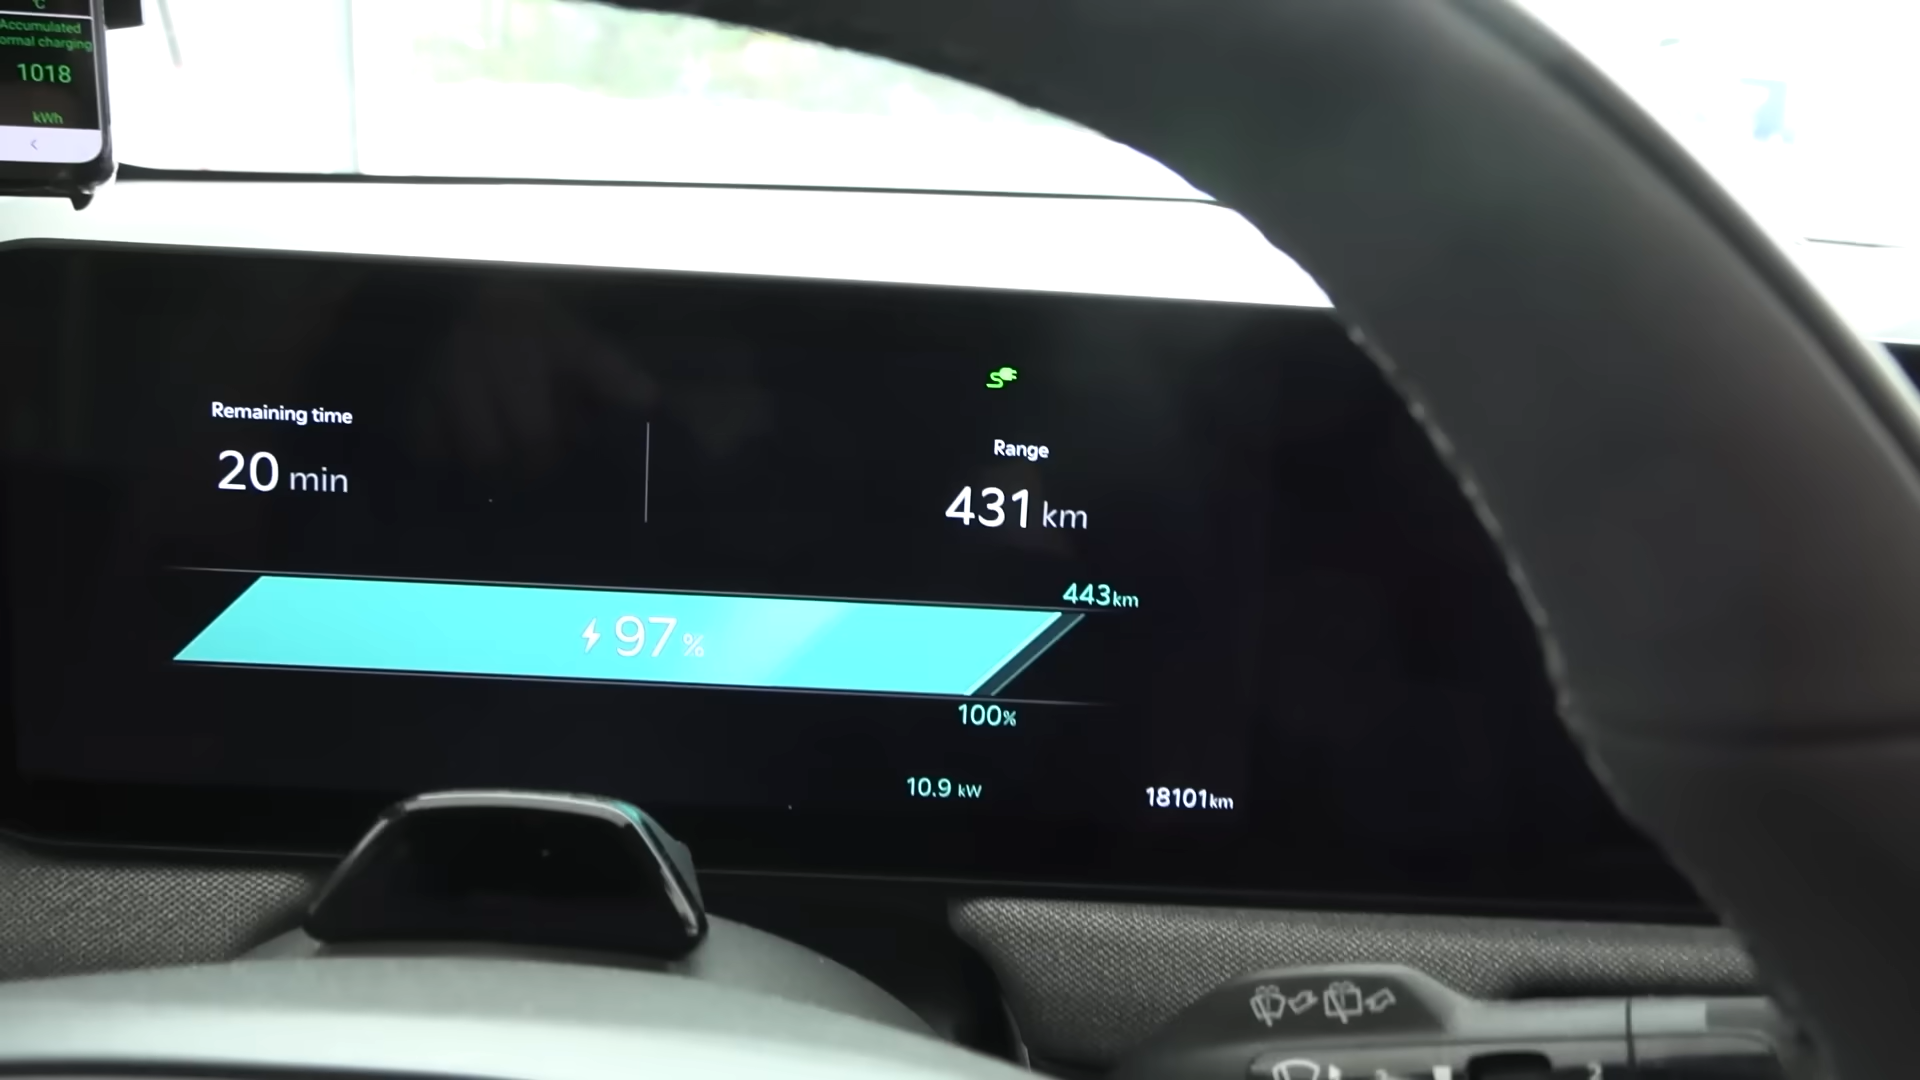 °C
Accumulated
ormal charging
1018
kWh
Remaining time
20 min
Range
431 km
443km
97 %
100%
10.9 kW
18101km
2